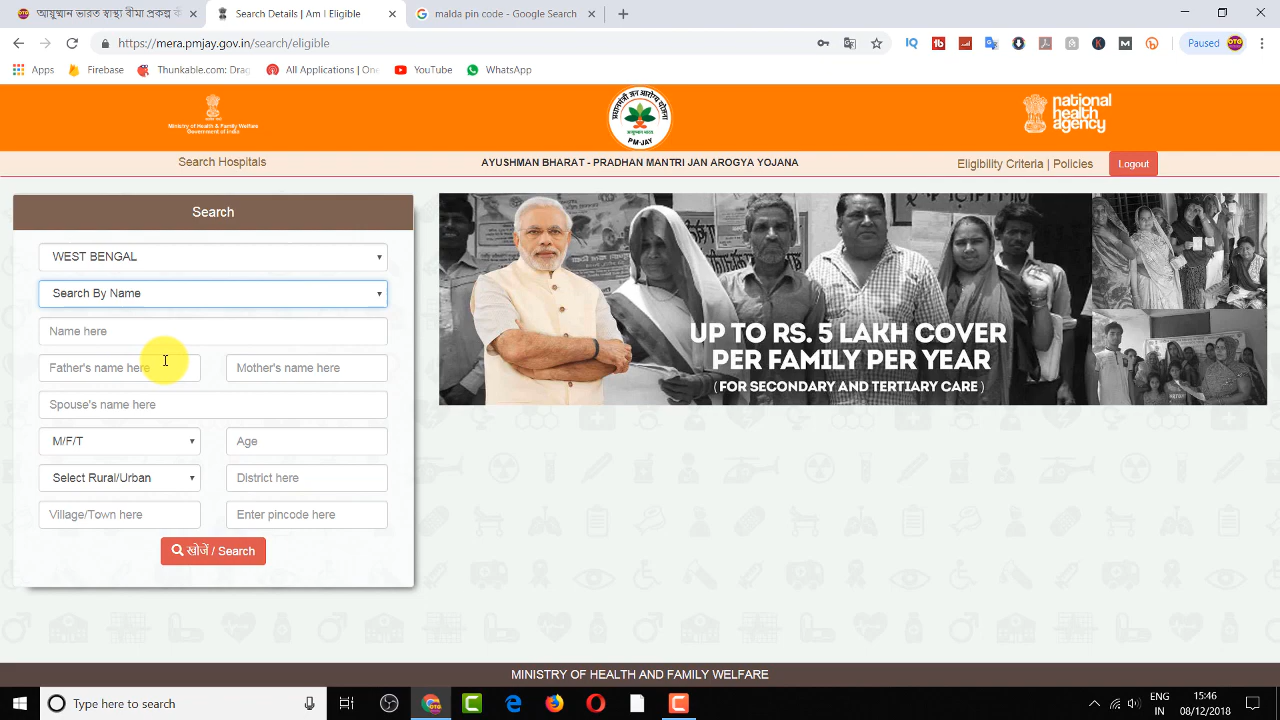 আয়ুষ্মান ভারত স্বাস্থ্য বীমা প্রকল্প
Search Details | Am I Eligible
malda pin code - Google Search
https://mera.pmjay.gov.in/search/eligible
Paused
Apps
Firebase
Thunkable.com: Drag
All Applications | One
YouTube
WhatsApp
Ministry of Health & Family Welfare
Government of India
प्रधानमंत्री जन आरोग्य योजना
PM-JAY
national
health
agency
Search Hospitals
AYUSHMAN BHARAT - PRADHAN MANTRI JAN AROGYA YOJANA
Eligibility Criteria | Policies
Logout
Search
WEST BENGAL
Search By Name
Name here
Father's name here
Mother's name here
Spouse's name here
M/F/T
Age
Select Rural/Urban
District here
Village/Town here
Enter pincode here
खोजें / Search
UP TO RS. 5 LAKH COVER
PER FAMILY PER YEAR
( FOR SECONDARY AND TERTIARY CARE )
MINISTRY OF HEALTH AND FAMILY WELFARE
Type here to search
ENG
IN
15:46
08/12/2018